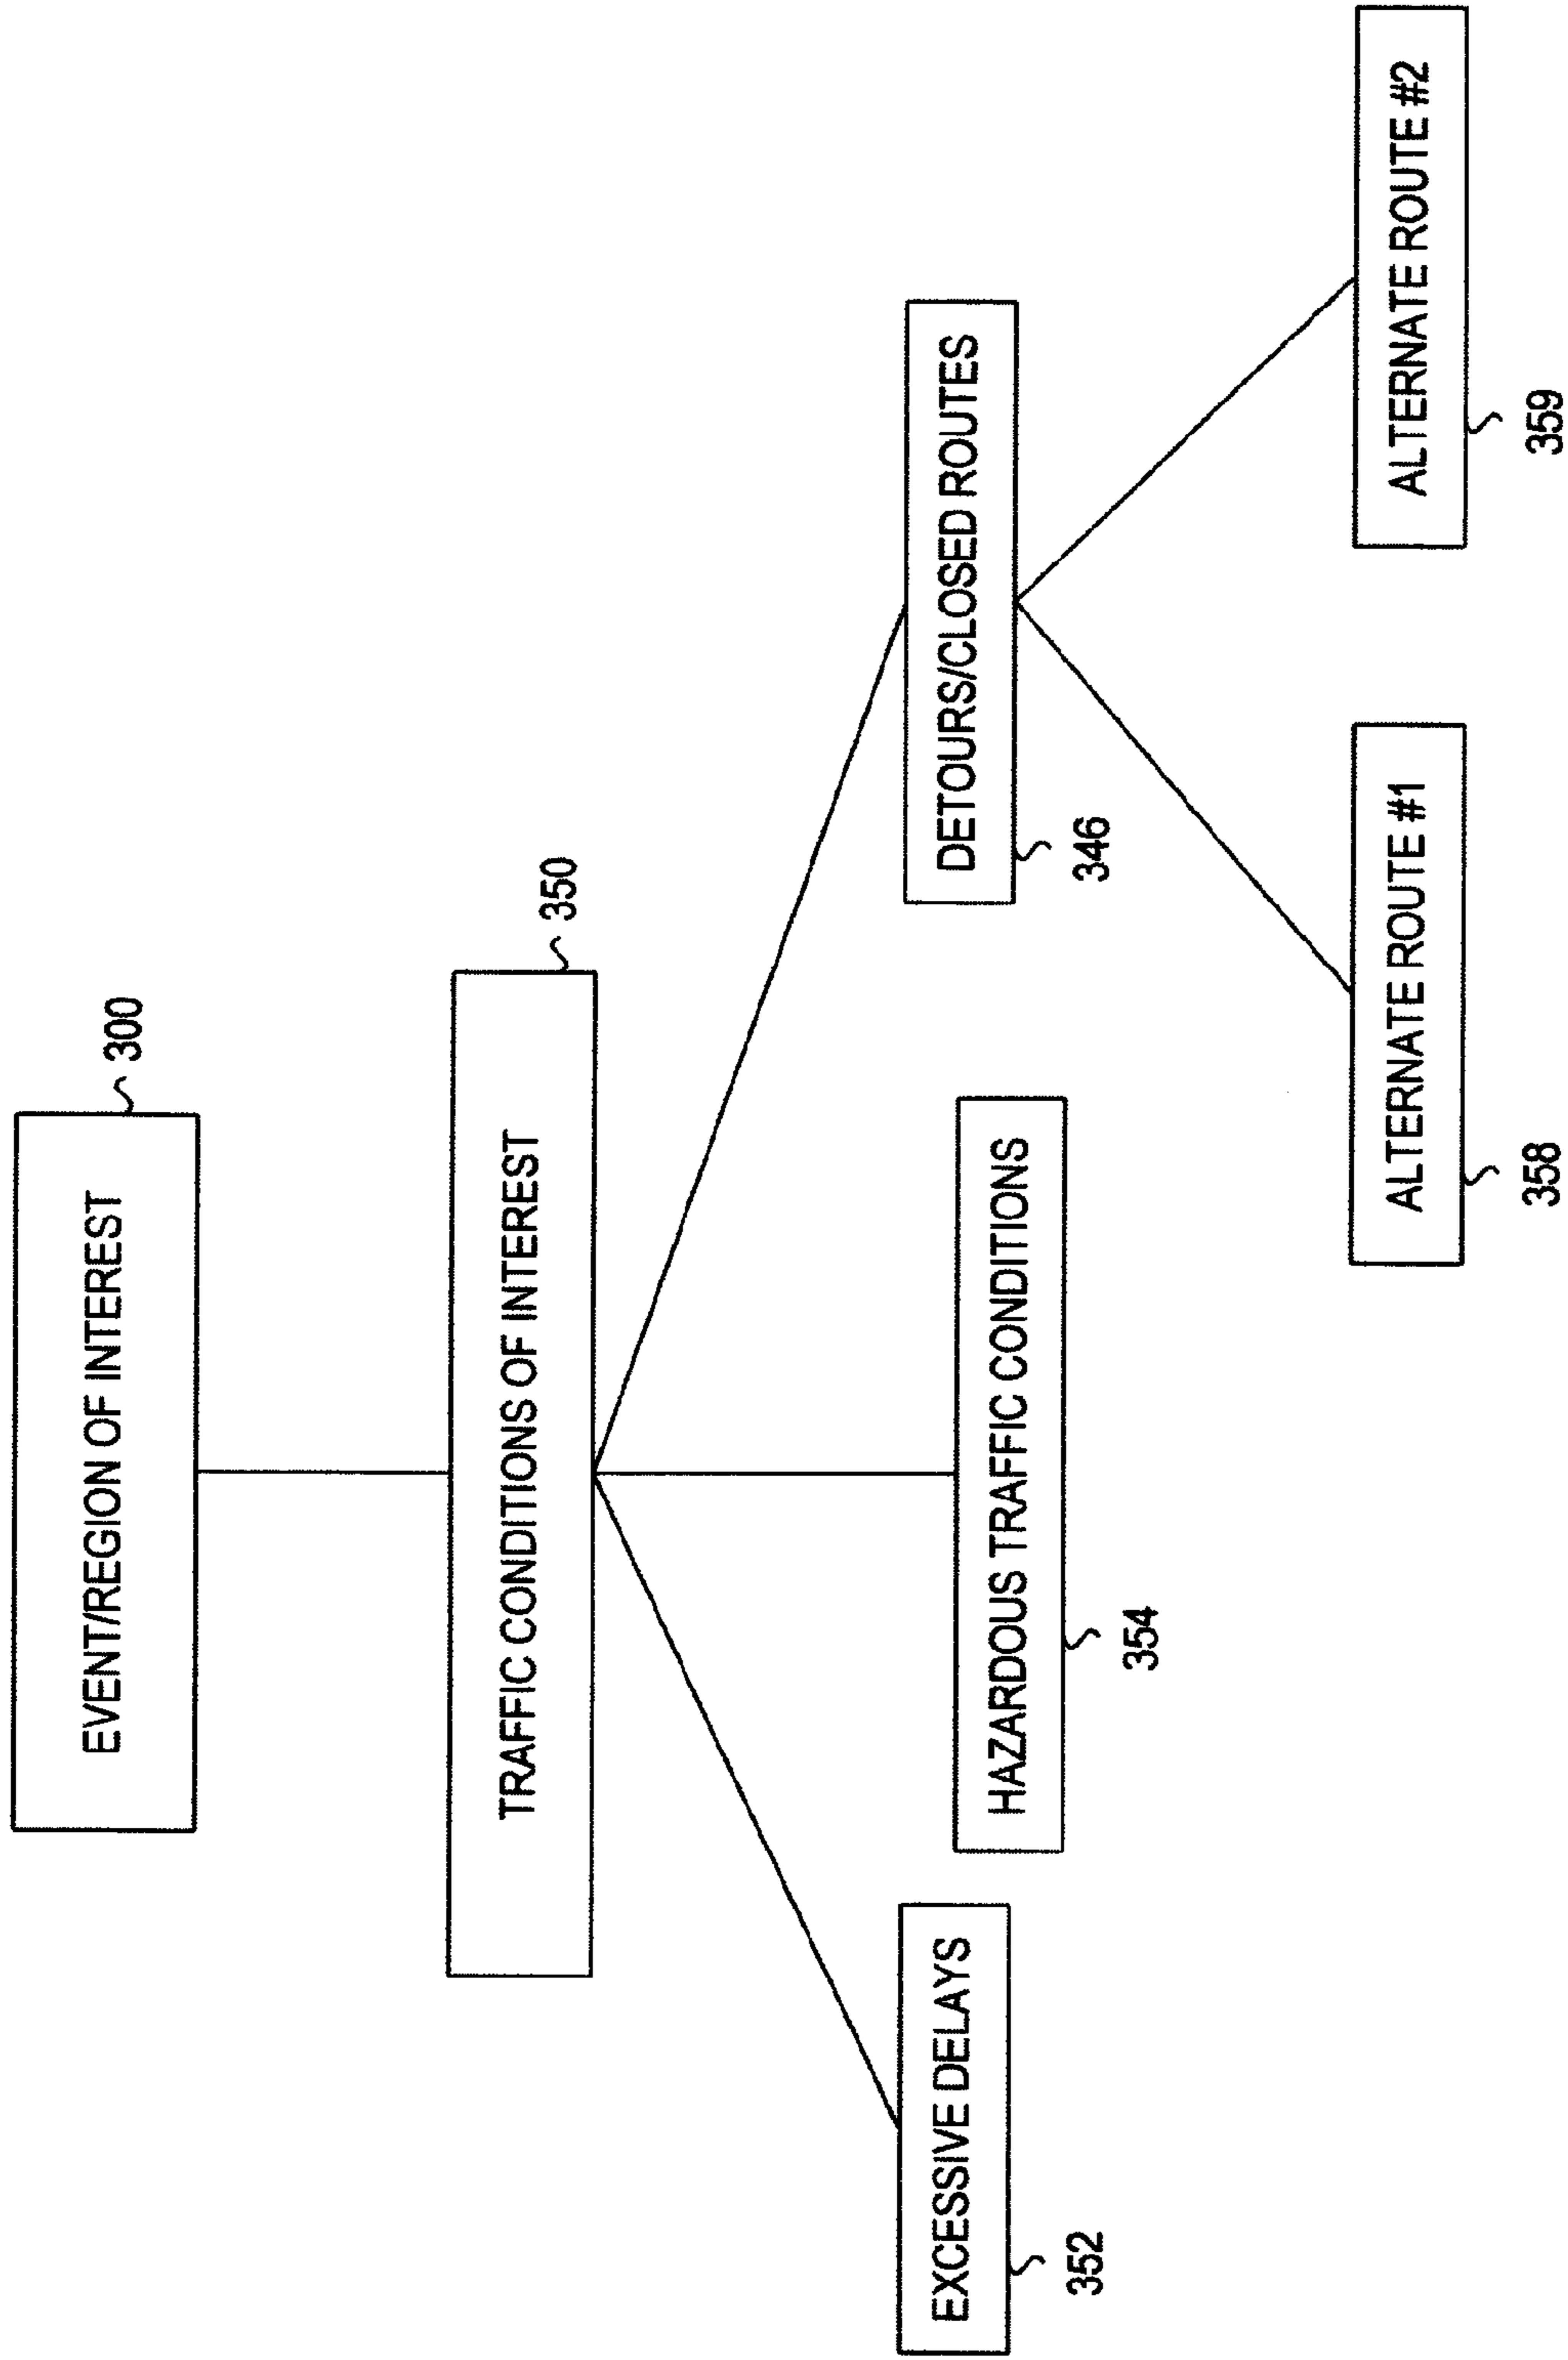 EVENT/REGION OF INTEREST
300
TRAFFIC CONDITIONS OF INTEREST
350
EXCESSIVE DELAYS
352
HAZARDOUS TRAFFIC CONDITIONS
354
DETOURS/CLOSED ROUTES
346
ALTERNATE ROUTE #1
358
ALTERNATE ROUTE #2
359